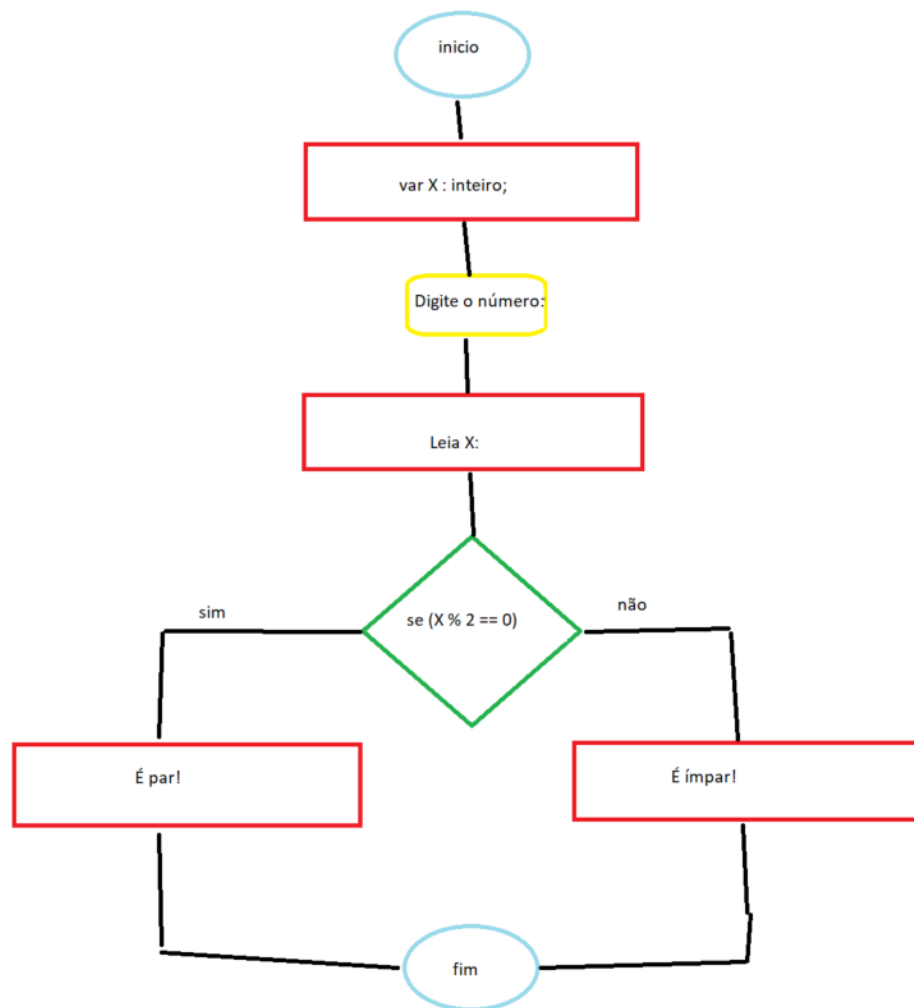 inicio
var X : inteiro;
Digite o número:
Leia X:
se (X % 2 == 0)
sim
não
É par!
É ímpar!
fim